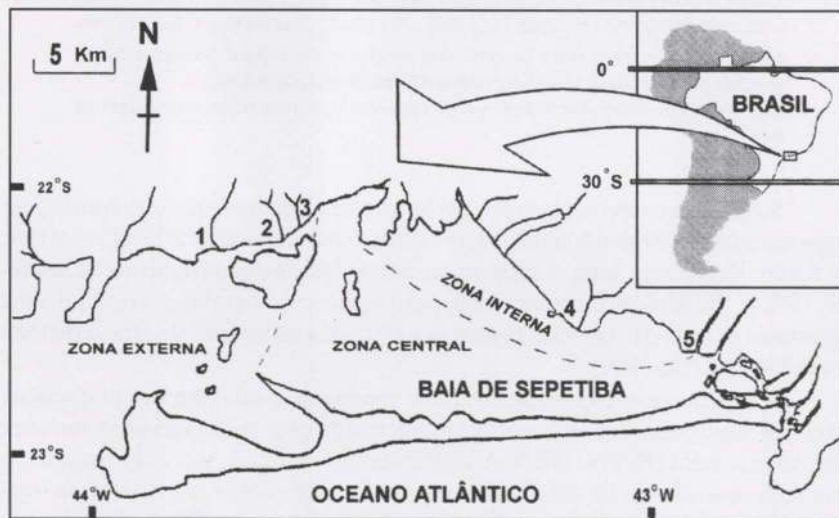 N
5 Km
0°
BRASIL
30°S
22°S
1
2
3
ZONA INTERNA
4
5
ZONA EXTERNA
ZONA CENTRAL
BAIA DE SEPETIBA
23°S
44°W
OCEANO ATLÂNTICO
43°W